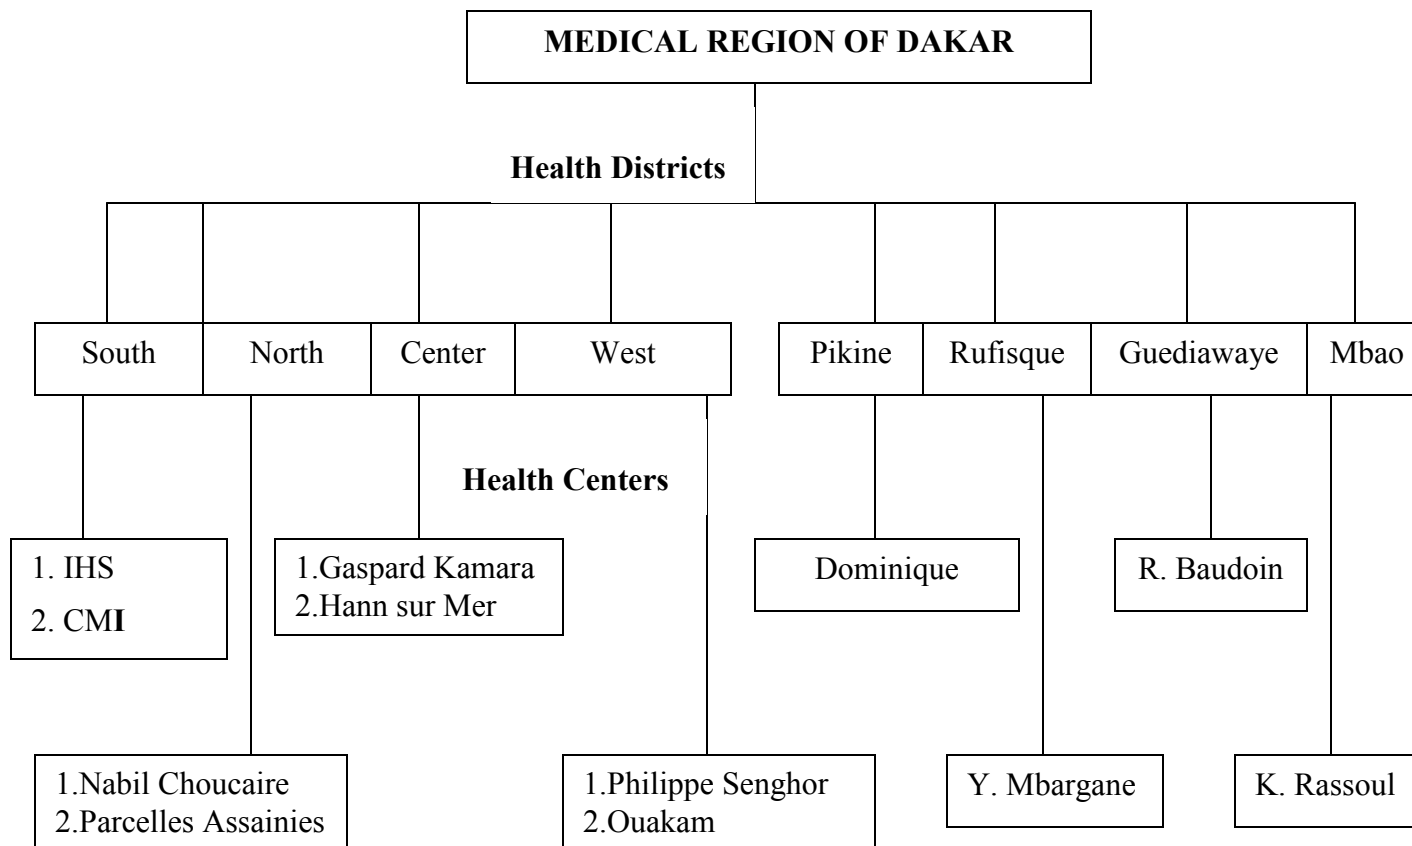 MEDICAL REGION OF DAKAR
Health Districts
South
North
Center
West
Pikine
Rufisque
Guediawaye
Mbao
Health Centers
1. IHS
2. CMI
1.Gaspard Kamara
2.Hann sur Mer
Dominique
R. Baudoin
1.Nabil Choucaire
2.Parcelles Assainies
1.Philippe Senghor
2.Ouakam
Y. Mbargane
K. Rassoul